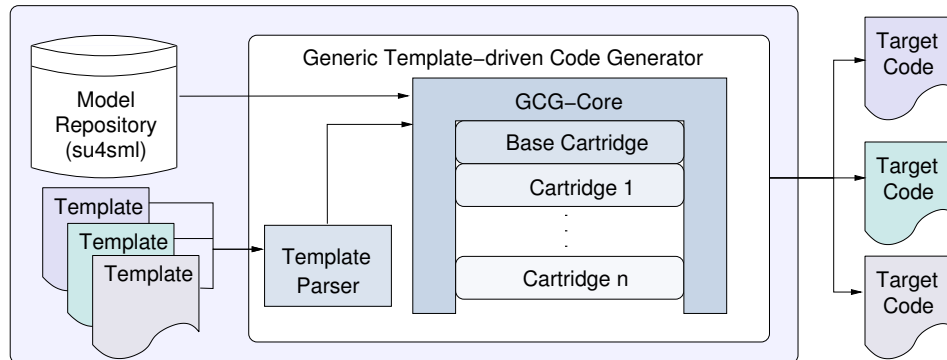 Generic Template–driven Code Generator
Model
Repository
(su4sml)
GCG–Core
Base Cartridge
Cartridge 1
Cartridge n
Template
Template
Template
Template
Parser
Target
Code
Target
Code
Target
Code